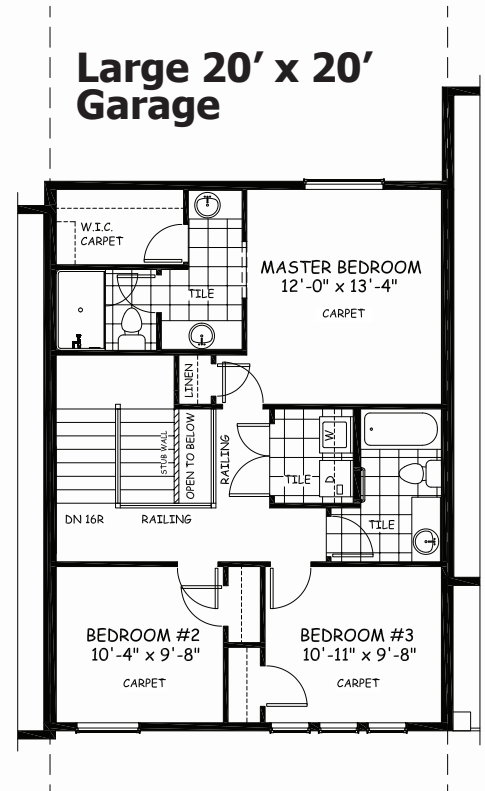 Large 20’ x 20’
Garage
W.I.C.
CARPET
MASTER BEDROOM
12'-0" x 13'-4"
CARPET
TILE
LINEN
W
D
TILE
OPEN TO BELOW
STUB WALL
RAILING
DN 16R
RAILING
TILE
BEDROOM #2
10'-4" x 9'-8"
CARPET
BEDROOM #3
10'-11" x 9'-8"
CARPET